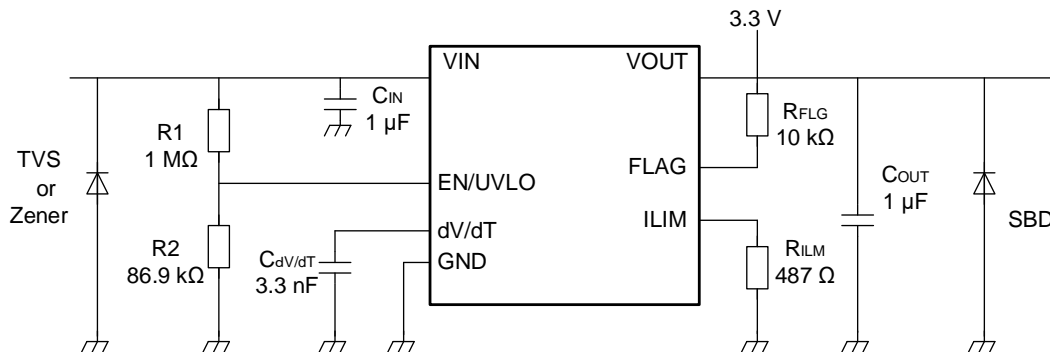 3.3 V
VIN
VOUT
CIN
1 µF
R1
1 MΩ
RFLG
10 kΩ
TVS
or
Zener
FLAG
EN/UVLO
COUT
1 µF
ILIM
SBD
R2
86.9 kΩ
dV/dT
CdV/dT
3.3 nF
GND
RILM
487 Ω